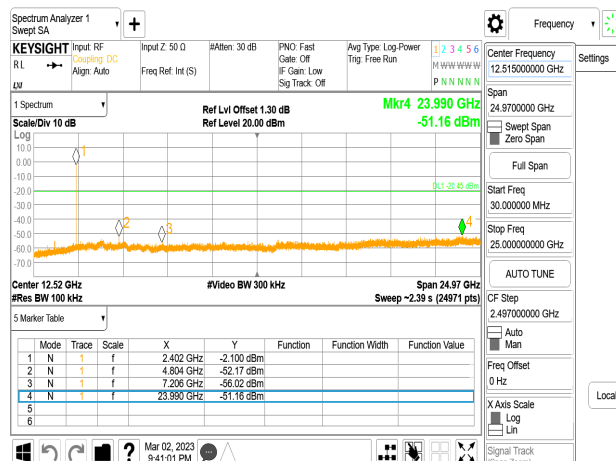 Spectrum Analyzer 1
Swept SA
Frequency
KEYSIGHT
Input: RF
Input Z: 50 Ω
#Atten: 30 dB
PNO: Fast
Avg Type: Log-Power
1 2 3 4 5 6
R L
Coupling: DC
Gate: Off
Trig: Free Run
M W W W W W
Align: Auto
Freq Ref: Int (S)
IF Gain: Low
Sig Track: Off
P N N N N N
LNI
Center Frequency
12.515000000 GHz
Settings
Span
24.9700000 GHz
Swept Span
Zero Span
Full Span
Start Freq
30.000000 MHz
Stop Freq
25.000000000 GHz
AUTO TUNE
CF Step
2.497000000 GHz
Auto
Man
Freq Offset
0 Hz
X Axis Scale
Log
Lin
Local
Signal Track
1 Spectrum
Ref Lvl Offset 1.30 dB
Mkr4 23.990 GHz
Scale/Div 10 dB
Ref Level 20.00 dBm
-51.16 dBm
Log
10.0
0.00
-10.0
-20.0
-30.0
-40.0
-50.0
-60.0
-70.0
1
2
3
4
DL1 -20.45 dBm
Center 12.52 GHz
#Video BW 300 kHz
Span 24.97 GHz
#Res BW 100 kHz
Sweep ~2.39 s (24971 pts)
5 Marker Table
Mode Trace Scale X Y Function Function Width Function Value
1 N 1 f 2.402 GHz -2.100 dBm
2 N 1 f 4.804 GHz -52.17 dBm
3 N 1 f 7.206 GHz -56.02 dBm
4 N 1 f 23.990 GHz -51.16 dBm
5
6
?
Mar 02, 2023
9:41:01 PM